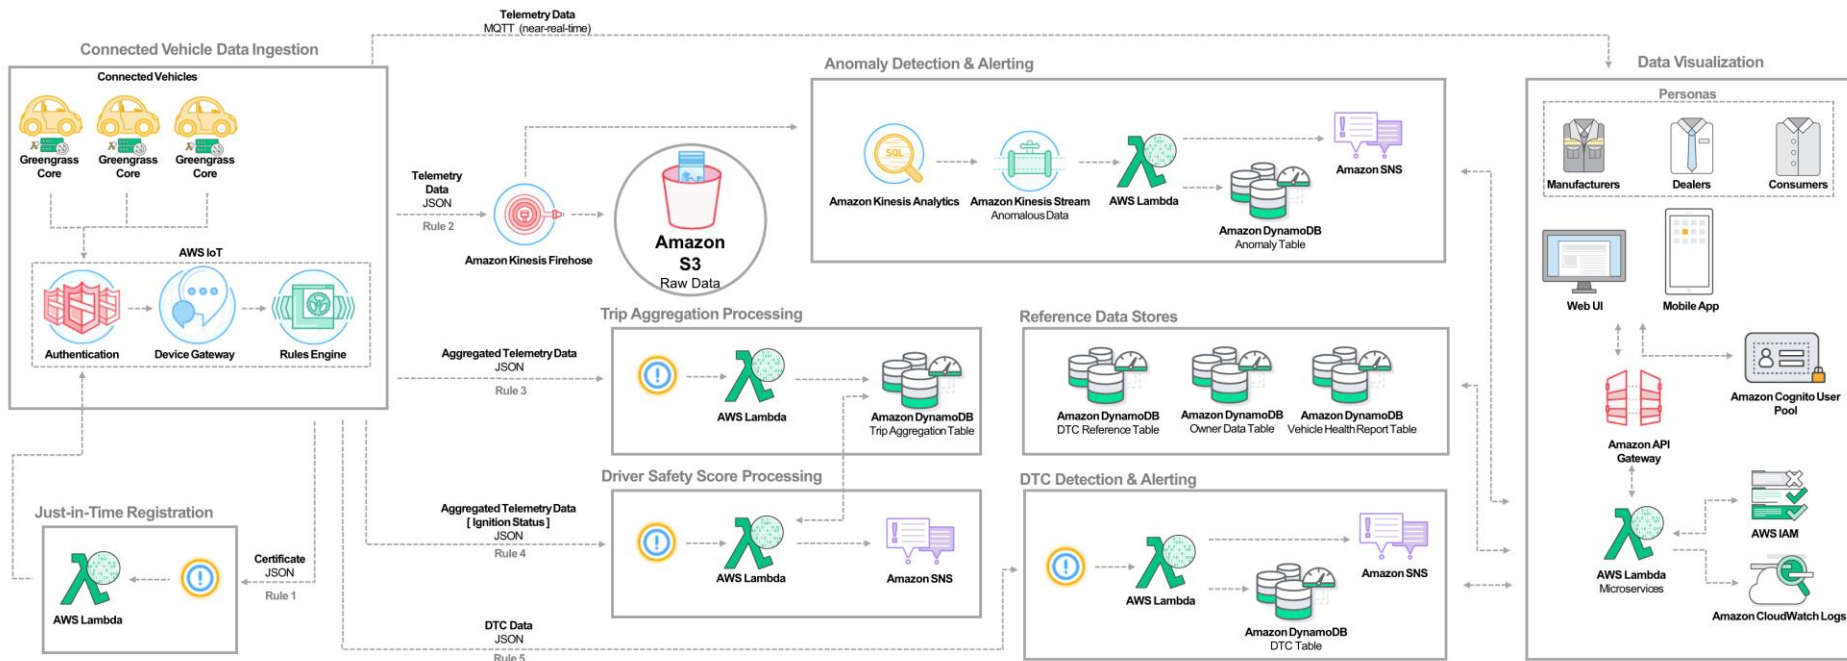 Telemetry Data
MQTT (near-real-time)
Connected Vehicle Data Ingestion
Connected Vehicles
Greengrass
Core
Greengrass
Core
Greengrass
Core
AWS IoT
Authentication
Device Gateway
Rules Engine
Just-in-Time Registration
AWS Lambda
Certificate
JSON
Rule 1
Telemetry
Data
JSON
Rule 2
Amazon Kinesis Firehose
Amazon
S3
Raw Data
Anomaly Detection & Alerting
SQL
Amazon Kinesis Analytics
Amazon Kinesis Stream
Anomalous Data
AWS Lambda
Amazon SNS
Amazon DynamoDB
Anomaly Table
Aggregated Telemetry Data
JSON
Rule 3
Trip Aggregation Processing
AWS Lambda
Amazon DynamoDB
Trip Aggregation Table
Reference Data Stores
Amazon DynamoDB
DTC Reference Table
Amazon DynamoDB
Owner Data Table
Amazon DynamoDB
Vehicle Health Report Table
Aggregated Telemetry Data
[ Ignition Status ]
JSON
Rule 4
Driver Safety Score Processing
AWS Lambda
Amazon SNS
DTC Data
JSON
Rule 5
DTC Detection & Alerting
AWS Lambda
Amazon SNS
Amazon DynamoDB
DTC Table
Data Visualization
Personas
Manufacturers
Dealers
Consumers
Web UI
Mobile App
Amazon Cognito User
Pool
Amazon API
Gateway
AWS Lambda
Microservices
AWS IAM
Amazon CloudWatch Logs